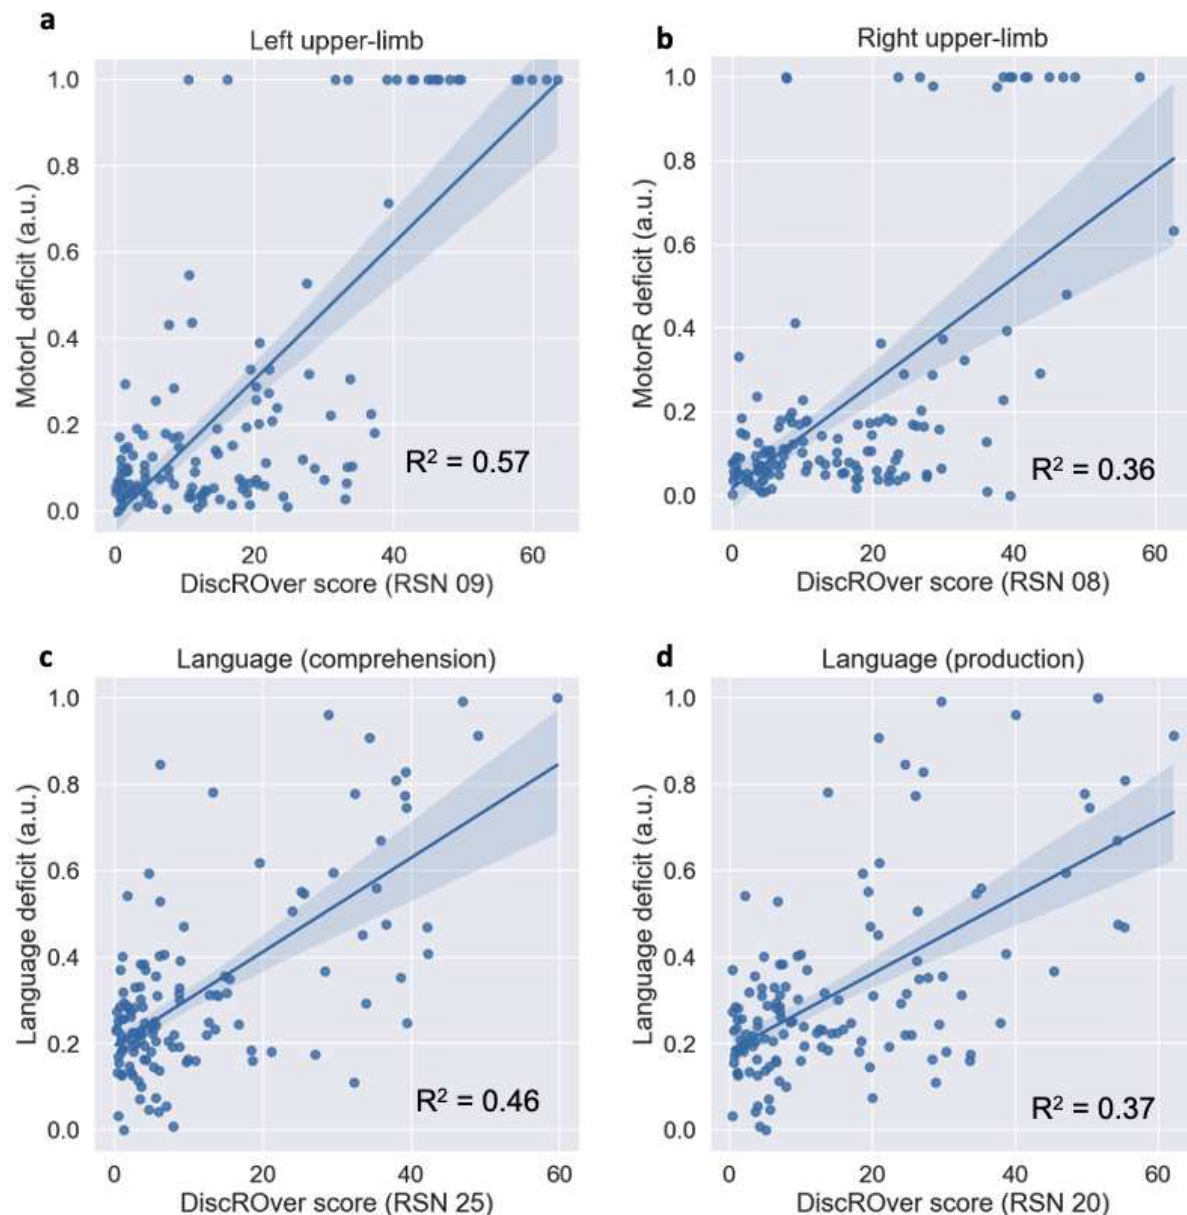 a
Left upper-limb
1.0
0.8
0.6
0.4
0.2
0.0
MotorL deficit (a.u.)
R² = 0.57
0 20 40 60
DiscROver score (RSN 09)
b
Right upper-limb
1.0
0.8
0.6
0.4
0.2
0.0
MotorR deficit (a.u.)
R² = 0.36
0 20 40 60
DiscROver score (RSN 08)
c
Language (comprehension)
1.0
0.8
0.6
0.4
0.2
0.0
Language deficit (a.u.)
R² = 0.46
0 20 40 60
DiscROver score (RSN 25)
d
Language (production)
1.0
0.8
0.6
0.4
0.2
0.0
Language deficit (a.u.)
R² = 0.37
0 20 40 60
DiscROver score (RSN 20)